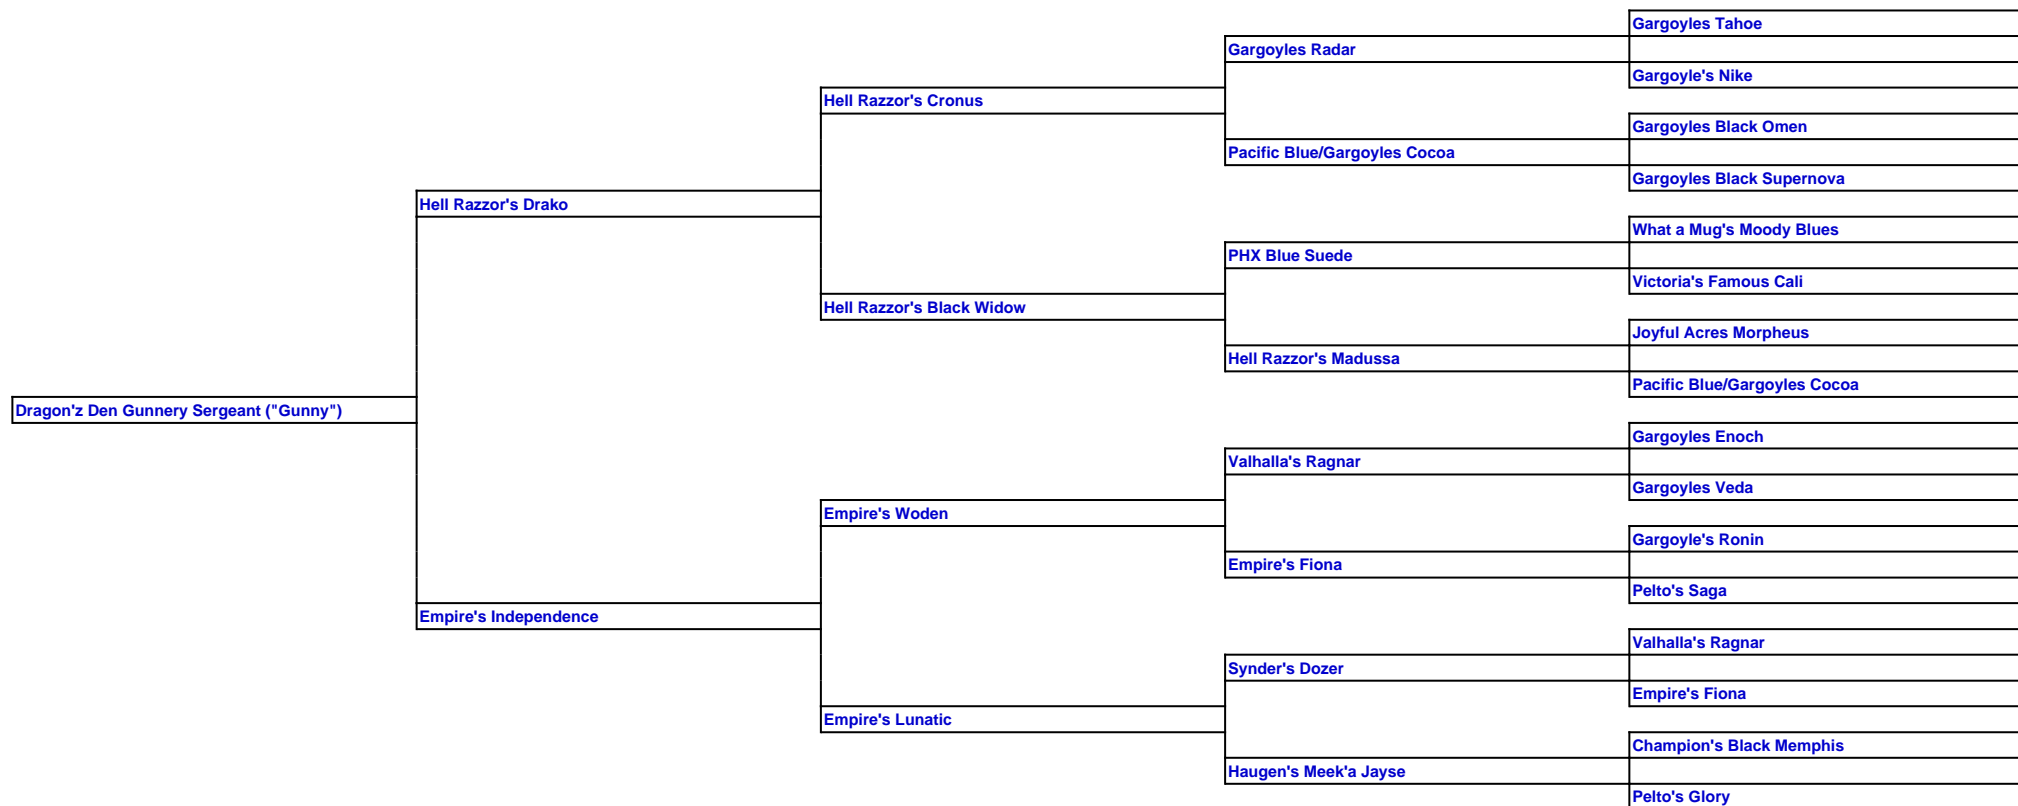 Gargoyles Tahoe
Gargoyles Radar
Gargoyle's Nike
Hell Razzor's Cronus
Gargoyles Black Omen
Pacific Blue/Gargoyles Cocoa
Gargoyles Black Supernova
Hell Razzor's Drako
What a Mug's Moody Blues
PHX Blue Suede
Victoria's Famous Cali
Hell Razzor's Black Widow
Joyful Acres Morpheus
Hell Razzor's Madussa
Pacific Blue/Gargoyles Cocoa
Dragon'z Den Gunnery Sergeant ("Gunny")
Gargoyles Enoch
Valhalla's Ragnar
Gargoyles Veda
Empire's Woden
Gargoyle's Ronin
Empire's Fiona
Pelto's Saga
Empire's Independence
Valhalla's Ragnar
Synder's Dozer
Empire's Fiona
Empire's Lunatic
Champion's Black Memphis
Haugen's Meek'a Jayse
Pelto's Glory